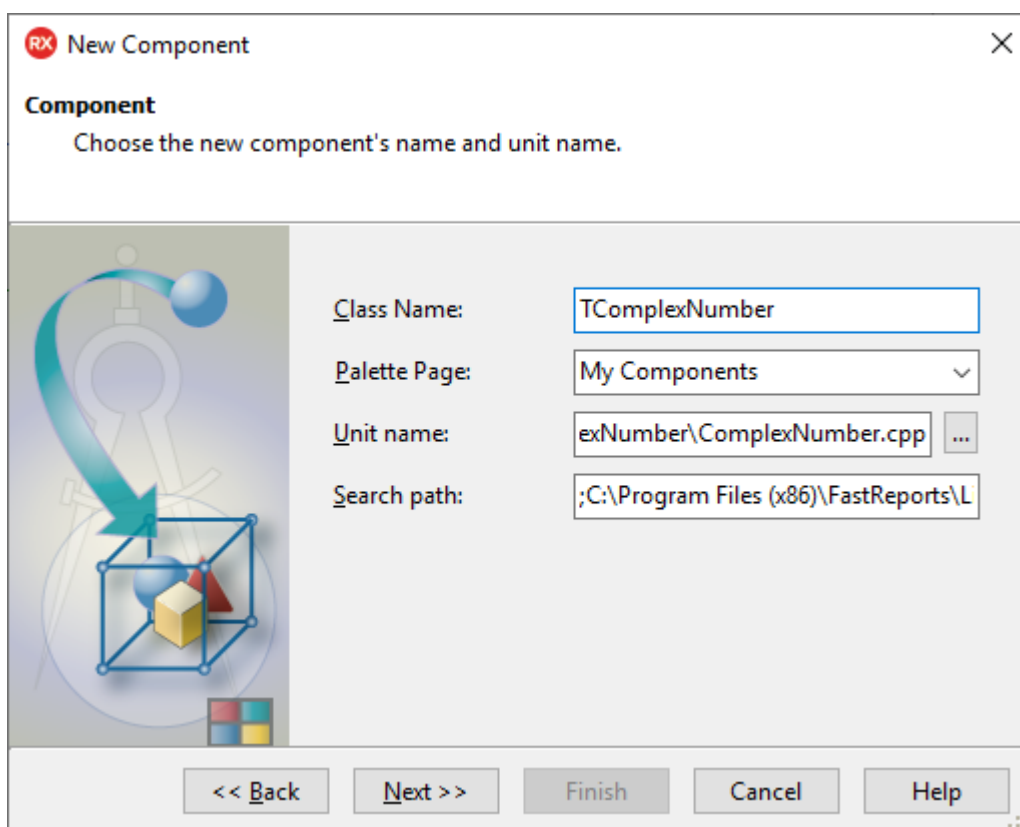 RX New Component
Component
Choose the new component's name and unit name.
Class Name: TComplexNumber
Palette Page: My Components
Unit name: exNumber\ComplexNumber.cpp ...
Search path: ;C:\Program Files (x86)\FastReports\L
<< Back Next >> Finish Cancel Help